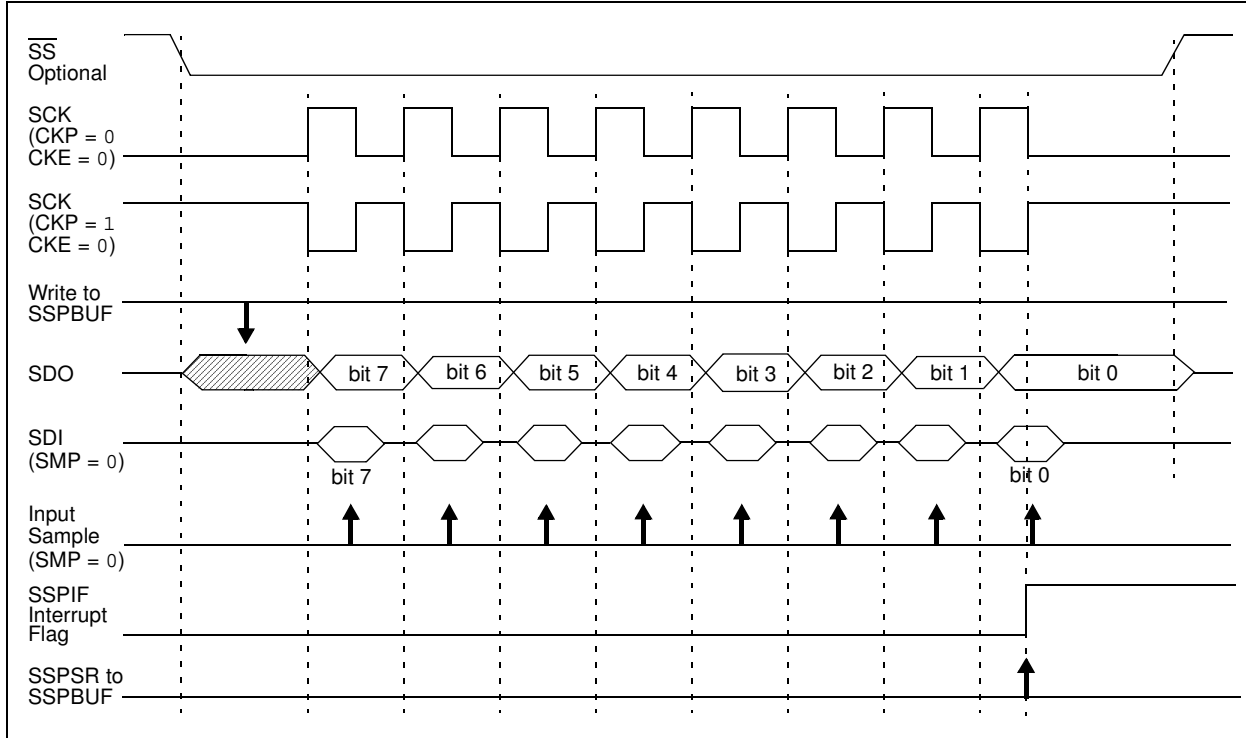 SS
Optional
SCK
(CKP = 0
CKE = 0)
SCK
(CKP = 1
CKE = 0)
Write to
SSPBUF
SDO
bit 7
bit 6
bit 5
bit 4
bit 3
bit 2
bit 1
bit 0
SDI
(SMP = 0)
bit 7
bit 0
Input
Sample
(SMP = 0)
SSPIF
Interrupt
Flag
SSPSR to
SSPBUF